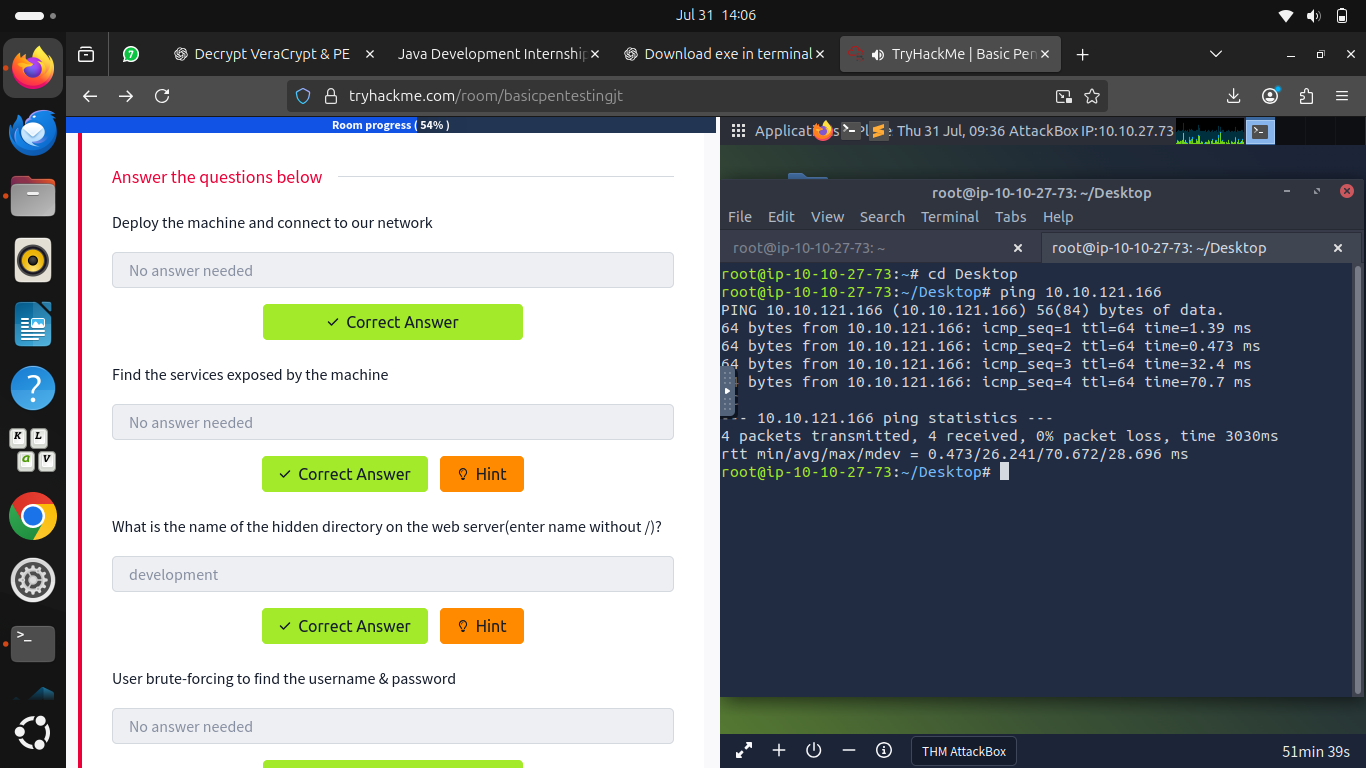 Jul 31 14:06
7
Decrypt VeraCrypt & PE
Java Development Internshi
Download exe in terminal
TryHackMe | Basic Pen
tryhackme.com/room/basicpentestingjt
Room progress ( 54% )
Answer the questions below
Deploy the machine and connect to our network
No answer needed
Correct Answer
Find the services exposed by the machine
No answer needed
Correct Answer
Hint
What is the name of the hidden directory on the web server(enter name without /)?
development
Correct Answer
Hint
User brute-forcing to find the username & password
No answer needed
Thu 31 Jul, 09:36 AttackBox IP:10.10.27.73
root@ip-10-10-27-73: ~/Desktop
File Edit View Search Terminal Tabs Help
root@ip-10-10-27-73: ~
root@ip-10-10-27-73: ~/Desktop
root@ip-10-10-27-73:~# cd Desktop
root@ip-10-10-27-73:~/Desktop# ping 10.10.121.166
PING 10.10.121.166 (10.10.121.166) 56(84) bytes of data.
64 bytes from 10.10.121.166: icmp_seq=1 ttl=64 time=1.39 ms
64 bytes from 10.10.121.166: icmp_seq=2 ttl=64 time=0.473 ms
64 bytes from 10.10.121.166: icmp_seq=3 ttl=64 time=32.4 ms
bytes from 10.10.121.166: icmp_seq=4 ttl=64 time=70.7 ms
--- 10.10.121.166 ping statistics ---
4 packets transmitted, 4 received, 0% packet loss, time 3030ms
rtt min/avg/max/mdev = 0.473/26.241/70.672/28.696 ms
root@ip-10-10-27-73:~/Desktop#
THM AttackBox
51min 39s
K L
a v
>_